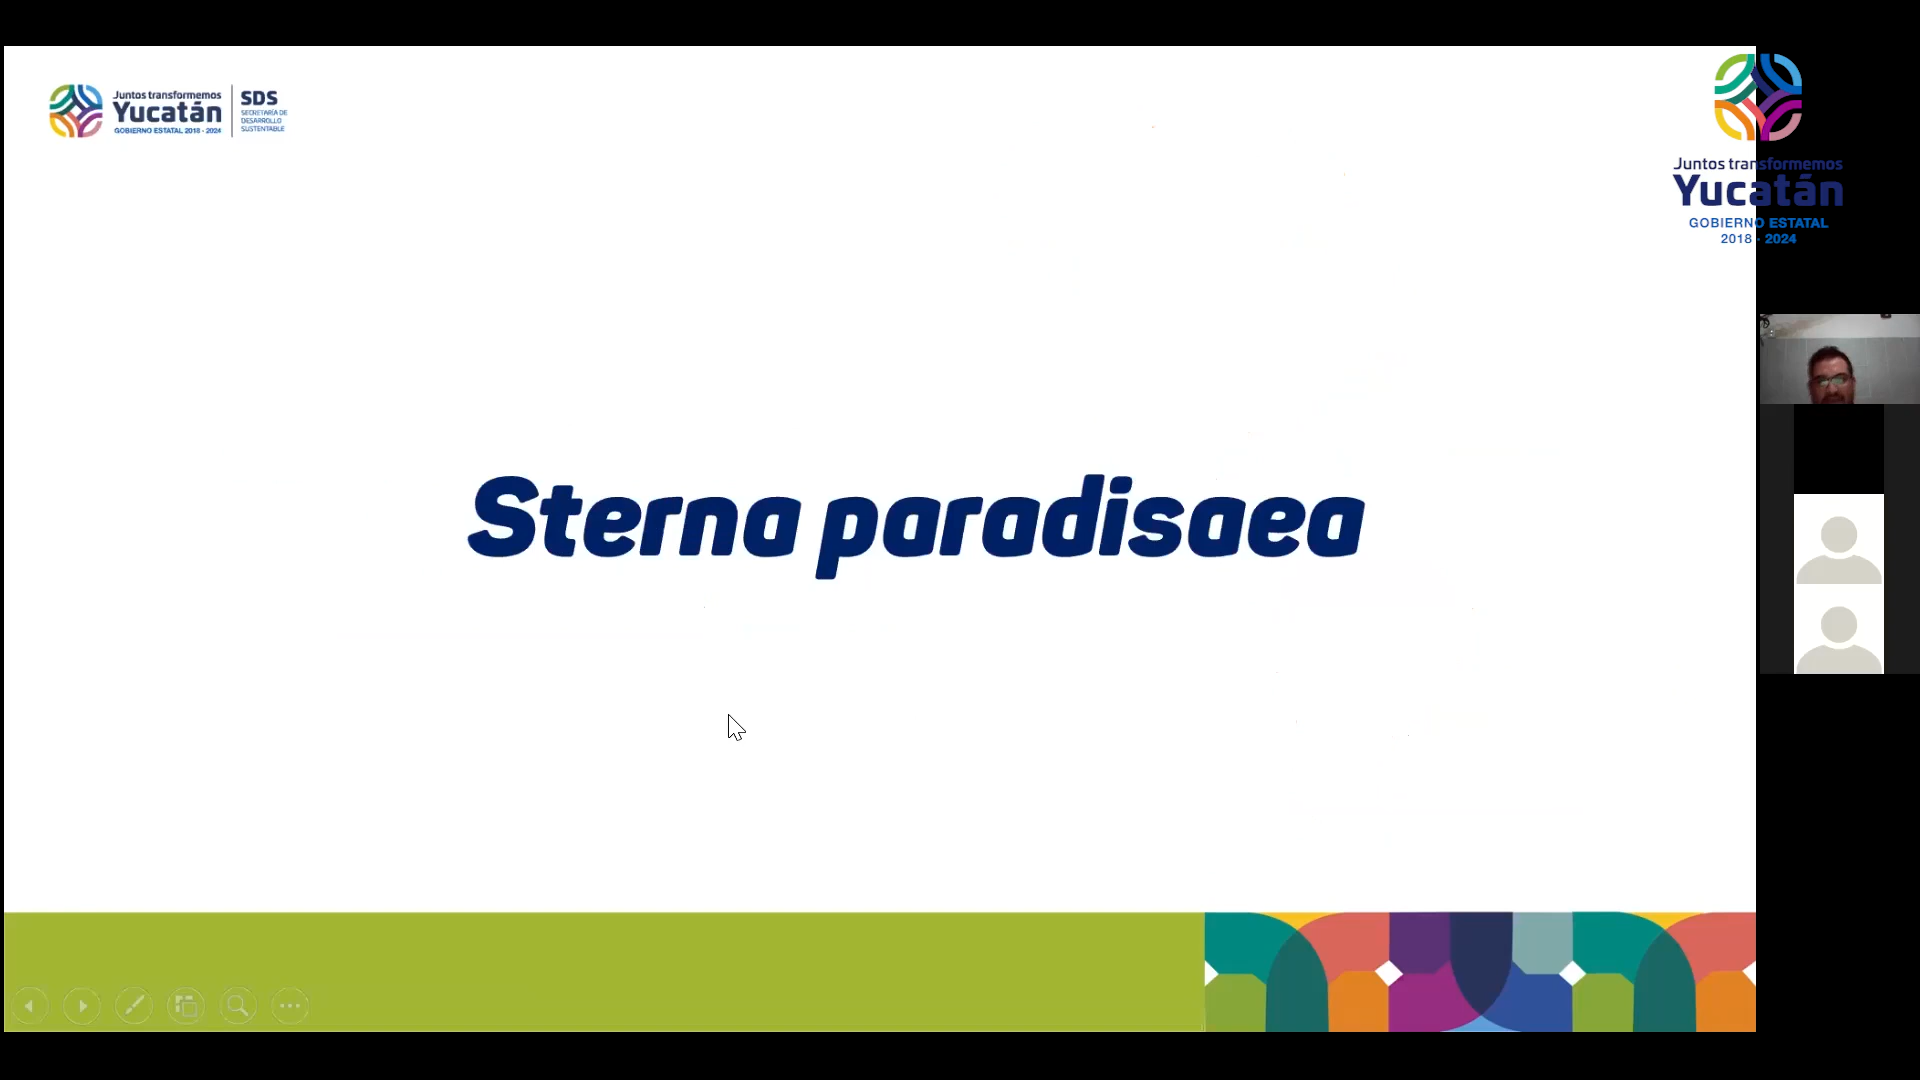 Juntos transformemos
Yucatán
GOBIERNO ESTATAL 2018 - 2024
SDS
SECRETARÍA DE
DESARROLLO
SUSTENTABLE
Juntos transformemos
Yucatán
GOBIERNO ESTATAL
2018 - 2024
Sterna paradisaea